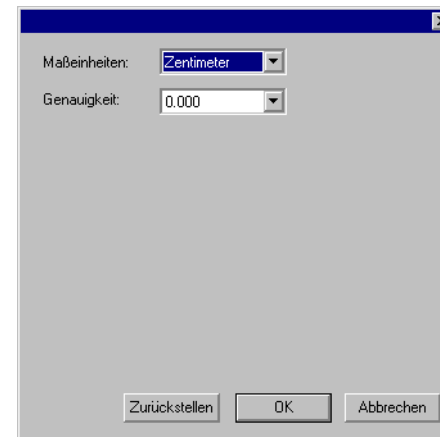 Maßeinheiten: Zentimeter
Genauigkeit: 0.000
Zurückstellen OK Abbrechen